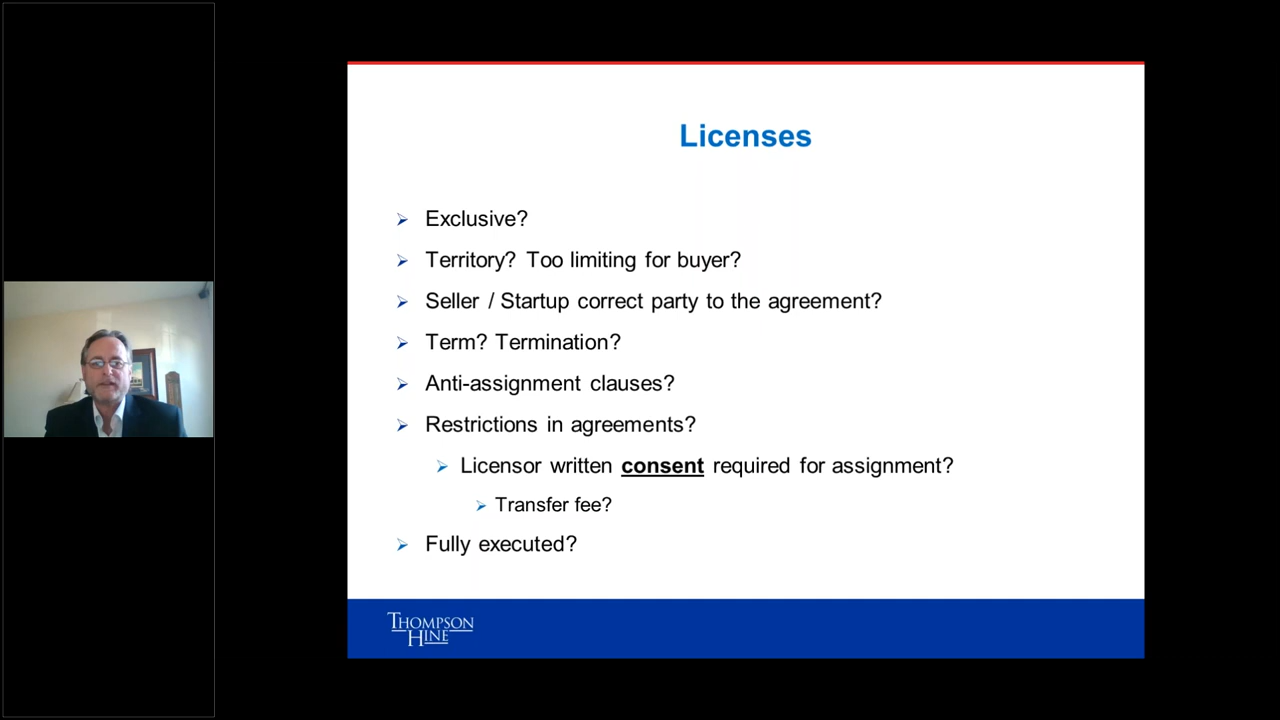 Licenses
Exclusive?
Territory? Too limiting for buyer?
Seller / Startup correct party to the agreement?
Term? Termination?
Anti-assignment clauses?
Restrictions in agreements?
Licensor written consent required for assignment?
Transfer fee?
Fully executed?
THOMPSON
HINE